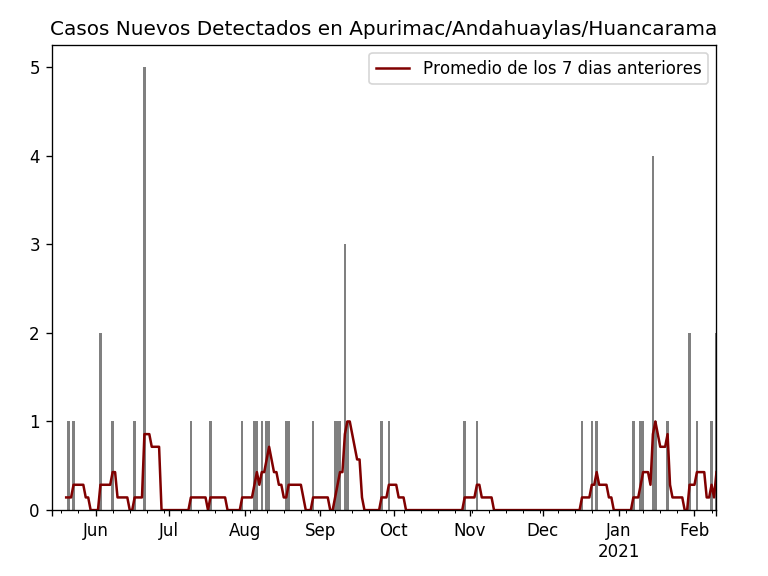 Casos Nuevos Detectados en Apurimac/Andahuaylas/Huancarama
Promedio de los 7 dias anteriores
5
4
3
2
1
0
Jun Jul Aug Sep Oct Nov Dec Jan Feb
2021